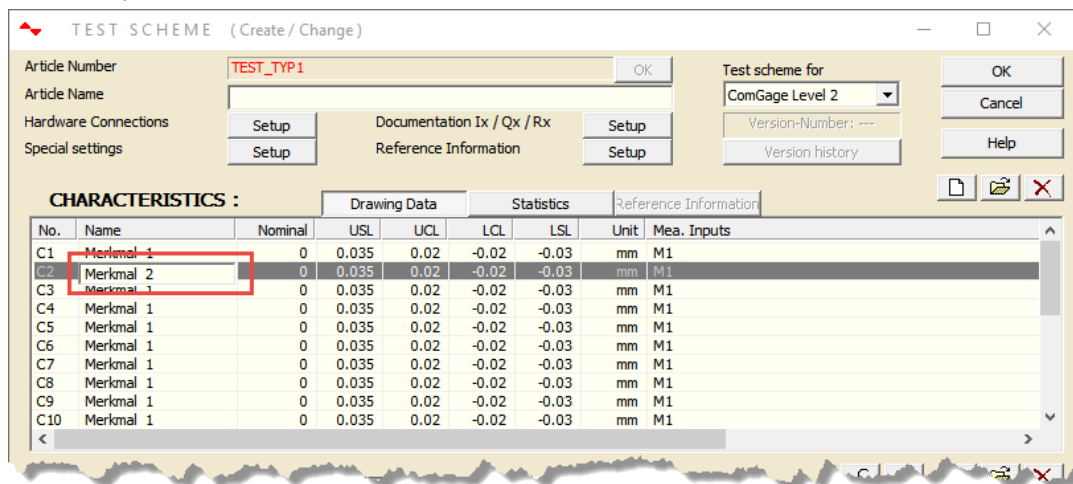 TEST SCHEME (Create / Change)
Article Number TEST_TYP1 OK Test scheme for OK
Article Name ComGage Level 2 Cancel
Hardware Connections Setup Documentation Ix / Qx / Rx Setup Version-Number: --- Help
Special settings Setup Reference Information Setup Version history
CHARACTERISTICS : Drawing Data Statistics Reference Information
No. Name Nominal USL UCL LCL LSL Unit Mea. Inputs
C1 Merkmal 1 0 0.035 0.02 -0.02 -0.03 mm M1
C2 Merkmal 2 0 0.035 0.02 -0.02 -0.03 mm M1
C3 Merkmal 1 0 0.035 0.02 -0.02 -0.03 mm M1
C4 Merkmal 1 0 0.035 0.02 -0.02 -0.03 mm M1
C5 Merkmal 1 0 0.035 0.02 -0.02 -0.03 mm M1
C6 Merkmal 1 0 0.035 0.02 -0.02 -0.03 mm M1
C7 Merkmal 1 0 0.035 0.02 -0.02 -0.03 mm M1
C8 Merkmal 1 0 0.035 0.02 -0.02 -0.03 mm M1
C9 Merkmal 1 0 0.035 0.02 -0.02 -0.03 mm M1
C10 Merkmal 1 0 0.035 0.02 -0.02 -0.03 mm M1